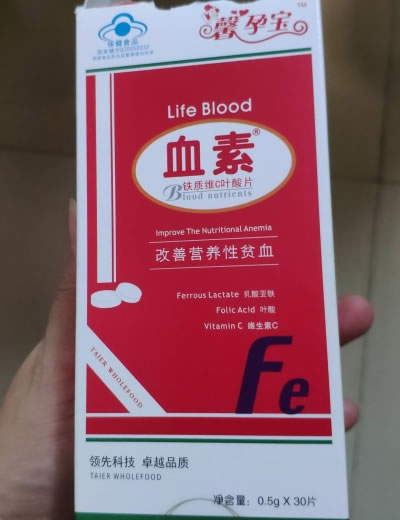 馨孕宝 TM
保健食品
Life Blood
血素®
铁质维C叶酸片
Blood nutrients
Improve The Nutritional Anemia
改善营养性贫血
Ferrous Lactate 乳酸亚铁
Folic Acid 叶酸
Vitamin C 维生素C
TAIER WHOLEFOOD
Fe
领先科技 卓越品质
TAIER WHOLEFOOD
净含量: 0.5g X 30片